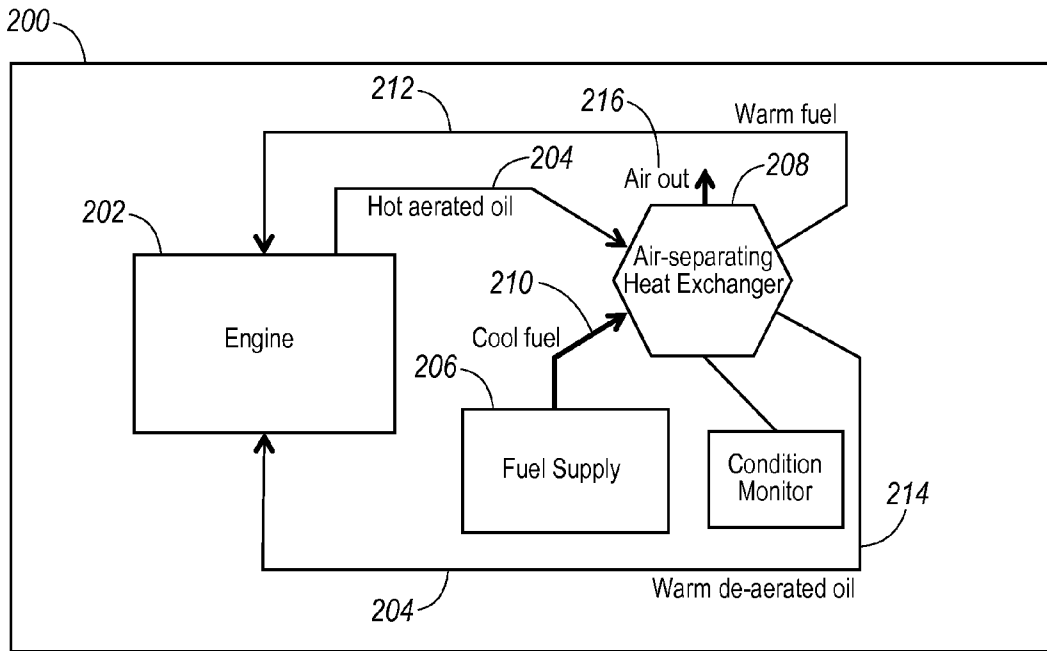 200
212
216
Warm fuel
204
Air out
208
Hot aerated oil
202
Air-separating
Heat Exchanger
210
Engine
Cool fuel
206
Fuel Supply
Condition
Monitor
214
204
Warm de-aerated oil